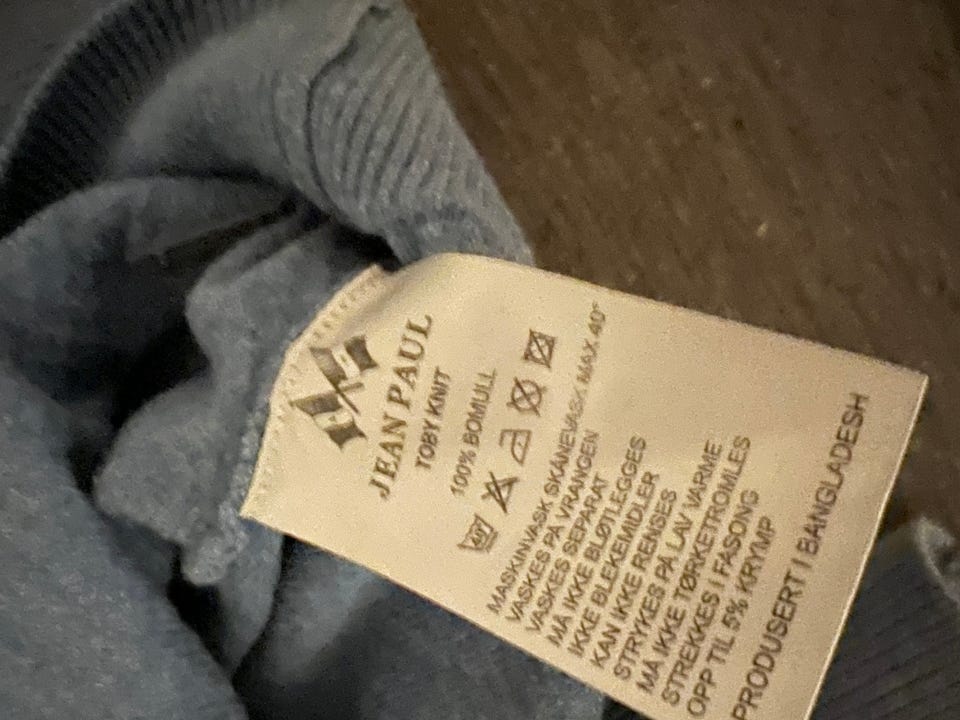 JEAN PAUL
TOBY KNIT
100% BOMULL
40
MASKINVASK SKÅNEVASK MAX 40°
VASKES PÅ VRANGEN
VASKES SEPARAT
MÅ IKKE BLØTLEGGES
IKKE BLEKEMIDLER
KAN IKKE RENSES
STRYKES PÅ LAV VARME
MÅ IKKE TØRKETROMLES
STREKKES I FASONG
OPP TIL 5% KRYMP
PRODUSERT I BANGLADESH